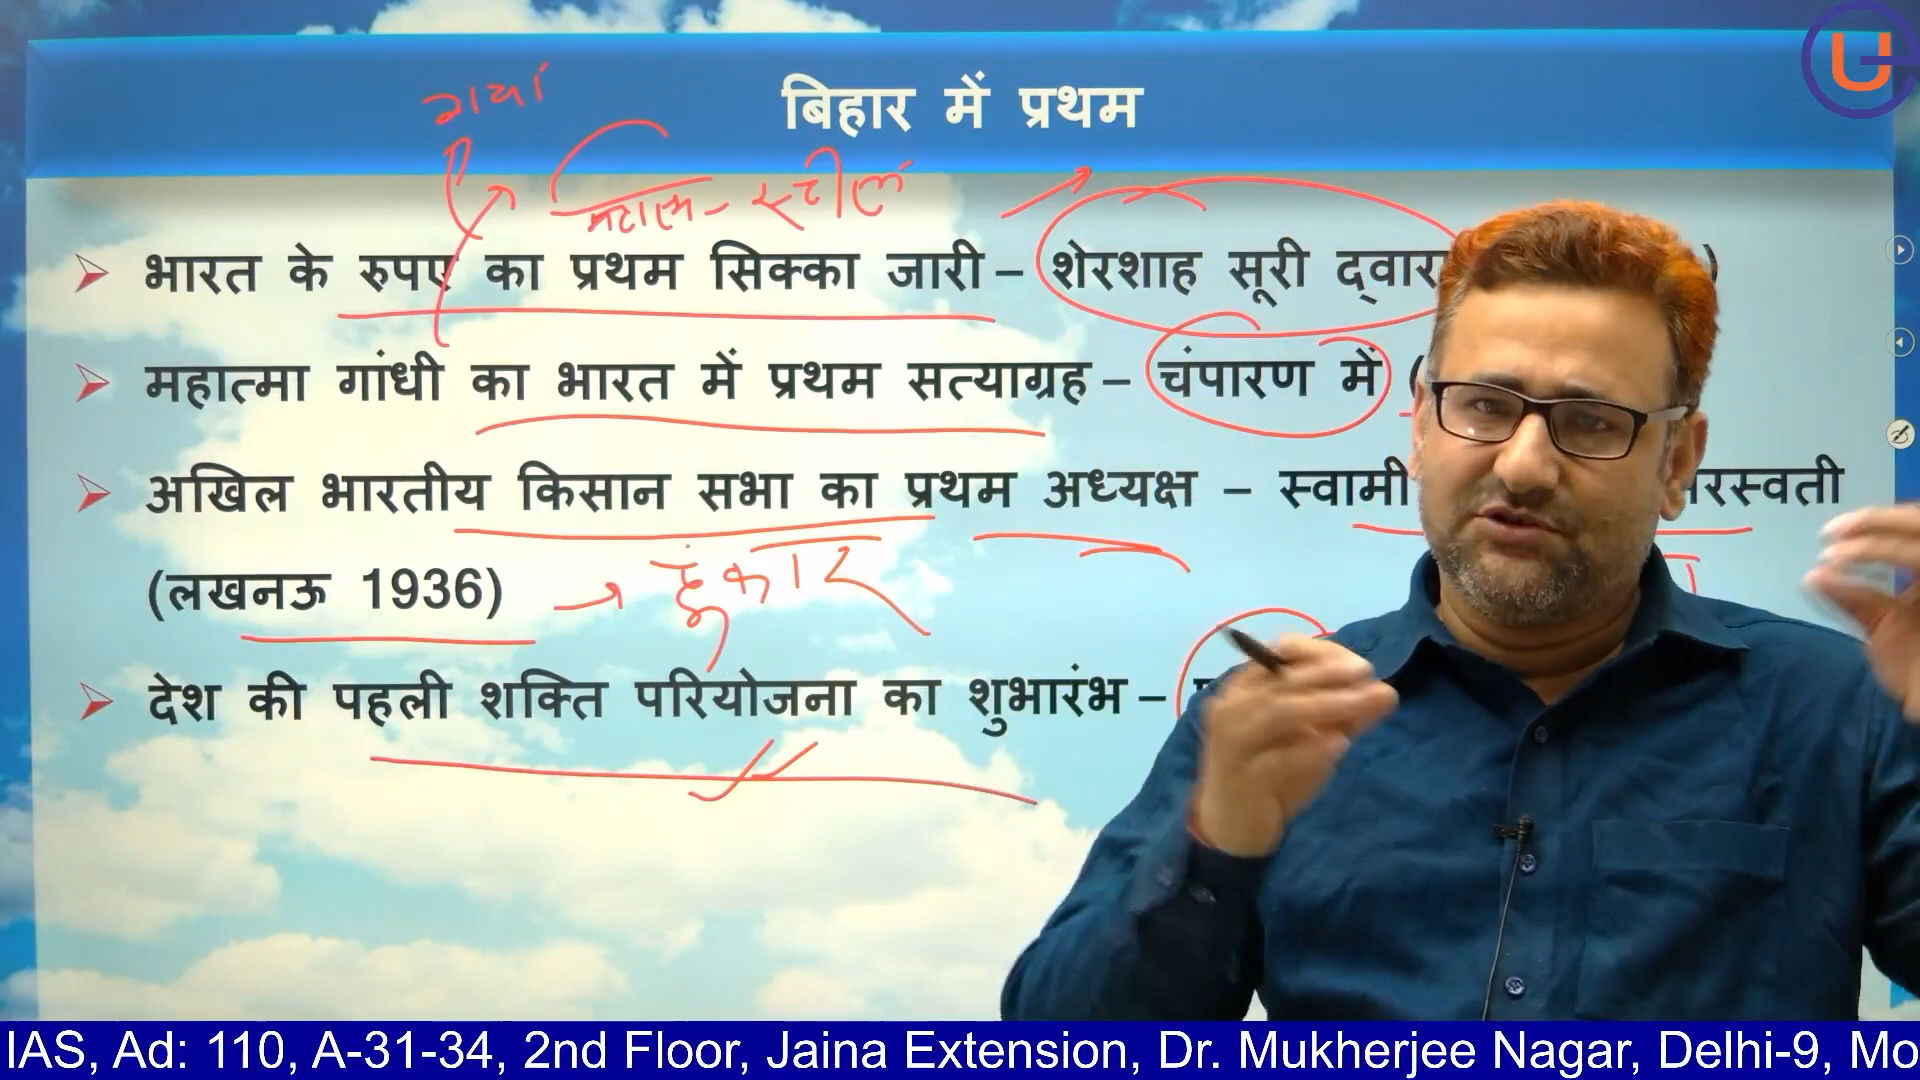 बिहार में प्रथम
गया
स्टील
भारत के रुपए का प्रथम सिक्का जारी – शेरशाह सूरी द्वारा )
महात्मा गांधी का भारत में प्रथम सत्याग्रह – चंपारण में (
अखिल भारतीय किसान सभा का प्रथम अध्यक्ष – स्वामी
(लखनऊ 1936) → हुंकार
देश की पहली शक्ति परियोजना का शुभारंभ –
IAS, Ad: 110, A-31-34, 2nd Floor, Jaina Extension, Dr. Mukherjee Nagar, Delhi-9, Mo